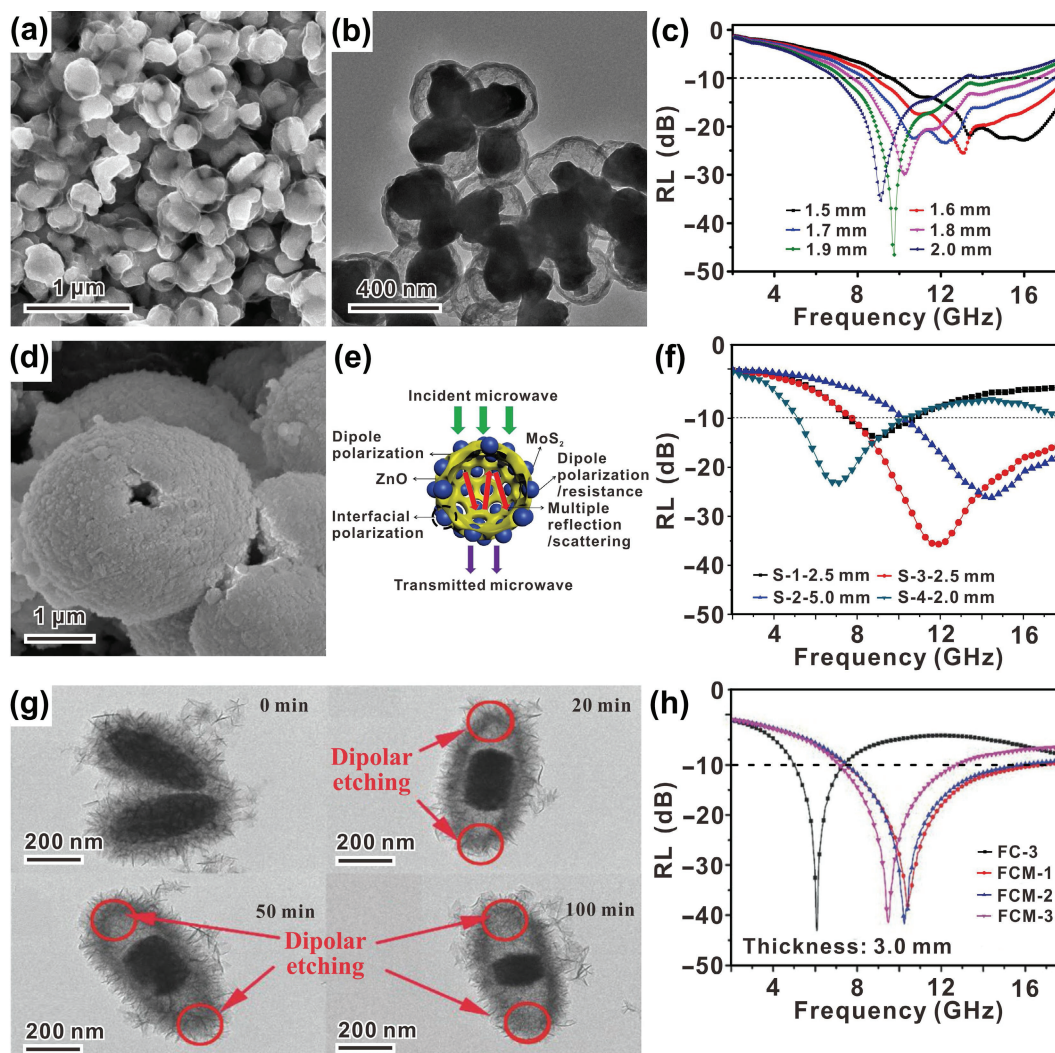 (a)
1 μm
(b)
400 nm
(c)
0
−10
−20
−30
−40
−50
RL (dB)
1.5 mm 1.6 mm
1.7 mm 1.8 mm
1.9 mm 2.0 mm
4 8 12 16
Frequency (GHz)
(d)
1 μm
(e)
Incident microwave
Dipole
polarization
MoS2
ZnO
Dipole
polarization
/resistance
Interfacial
polarization
Multiple
reflection
/scattering
Transmitted microwave
(f)
0
−10
−20
−30
−40
−50
RL (dB)
S-1-2.5 mm S-3-2.5 mm
S-2-5.0 mm S-4-2.0 mm
4 8 12 16
Frequency (GHz)
(g)
0 min
200 nm
20 min
Dipolar
etching
200 nm
50 min
200 nm
Dipolar
etching
100 min
200 nm
(h)
0
−10
−20
−30
−40
−50
RL (dB)
FC-3
FCM-1
FCM-2
FCM-3
Thickness: 3.0 mm
4 8 12 16
Frequency (GHz)